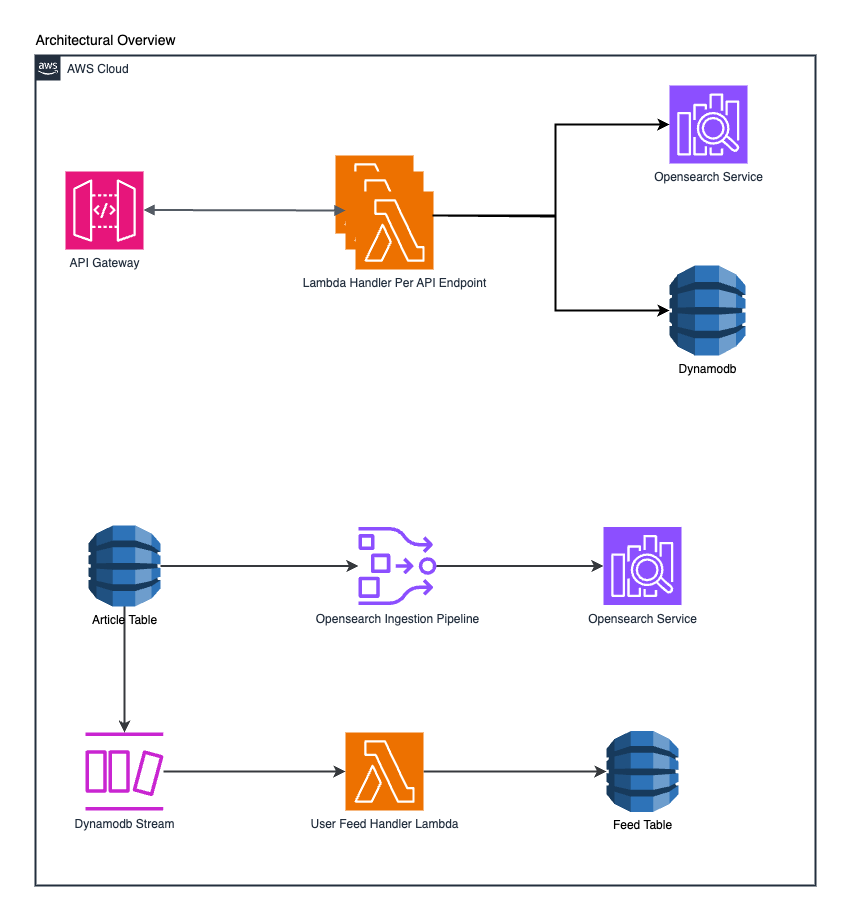 Architectural Overview
aws
AWS Cloud
Opensearch Service
</>
API Gateway
Lambda Handler Per API Endpoint
Dynamodb
Article Table
Opensearch Ingestion Pipeline
Opensearch Service
Dynamodb Stream
User Feed Handler Lambda
Feed Table